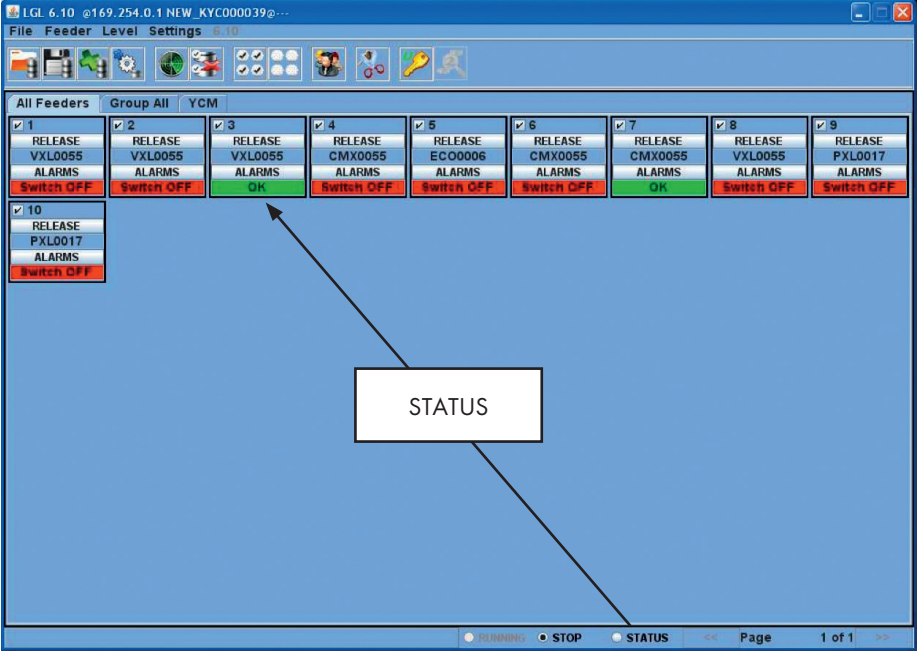 LGL 6.10 @169.254.0.1 NEW_KYC000039@---
File Feeder Level Settings 6.10
All Feeders Group All YCM
1 2 3 4 5 6 7 8 9
RELEASE RELEASE RELEASE RELEASE RELEASE RELEASE RELEASE RELEASE RELEASE
VXL0055 VXL0055 VXL0055 CMX0055 ECO0006 CMX0055 CMX0055 VXL0055 PXL0017
ALARMS ALARMS ALARMS ALARMS ALARMS ALARMS ALARMS ALARMS ALARMS
Switch OFF Switch OFF OK Switch OFF Switch OFF Switch OFF OK Switch OFF Switch OFF
10
RELEASE
PXL0017
ALARMS
Switch OFF
STATUS
RUNNING STOP STATUS << Page 1 of 1 >>